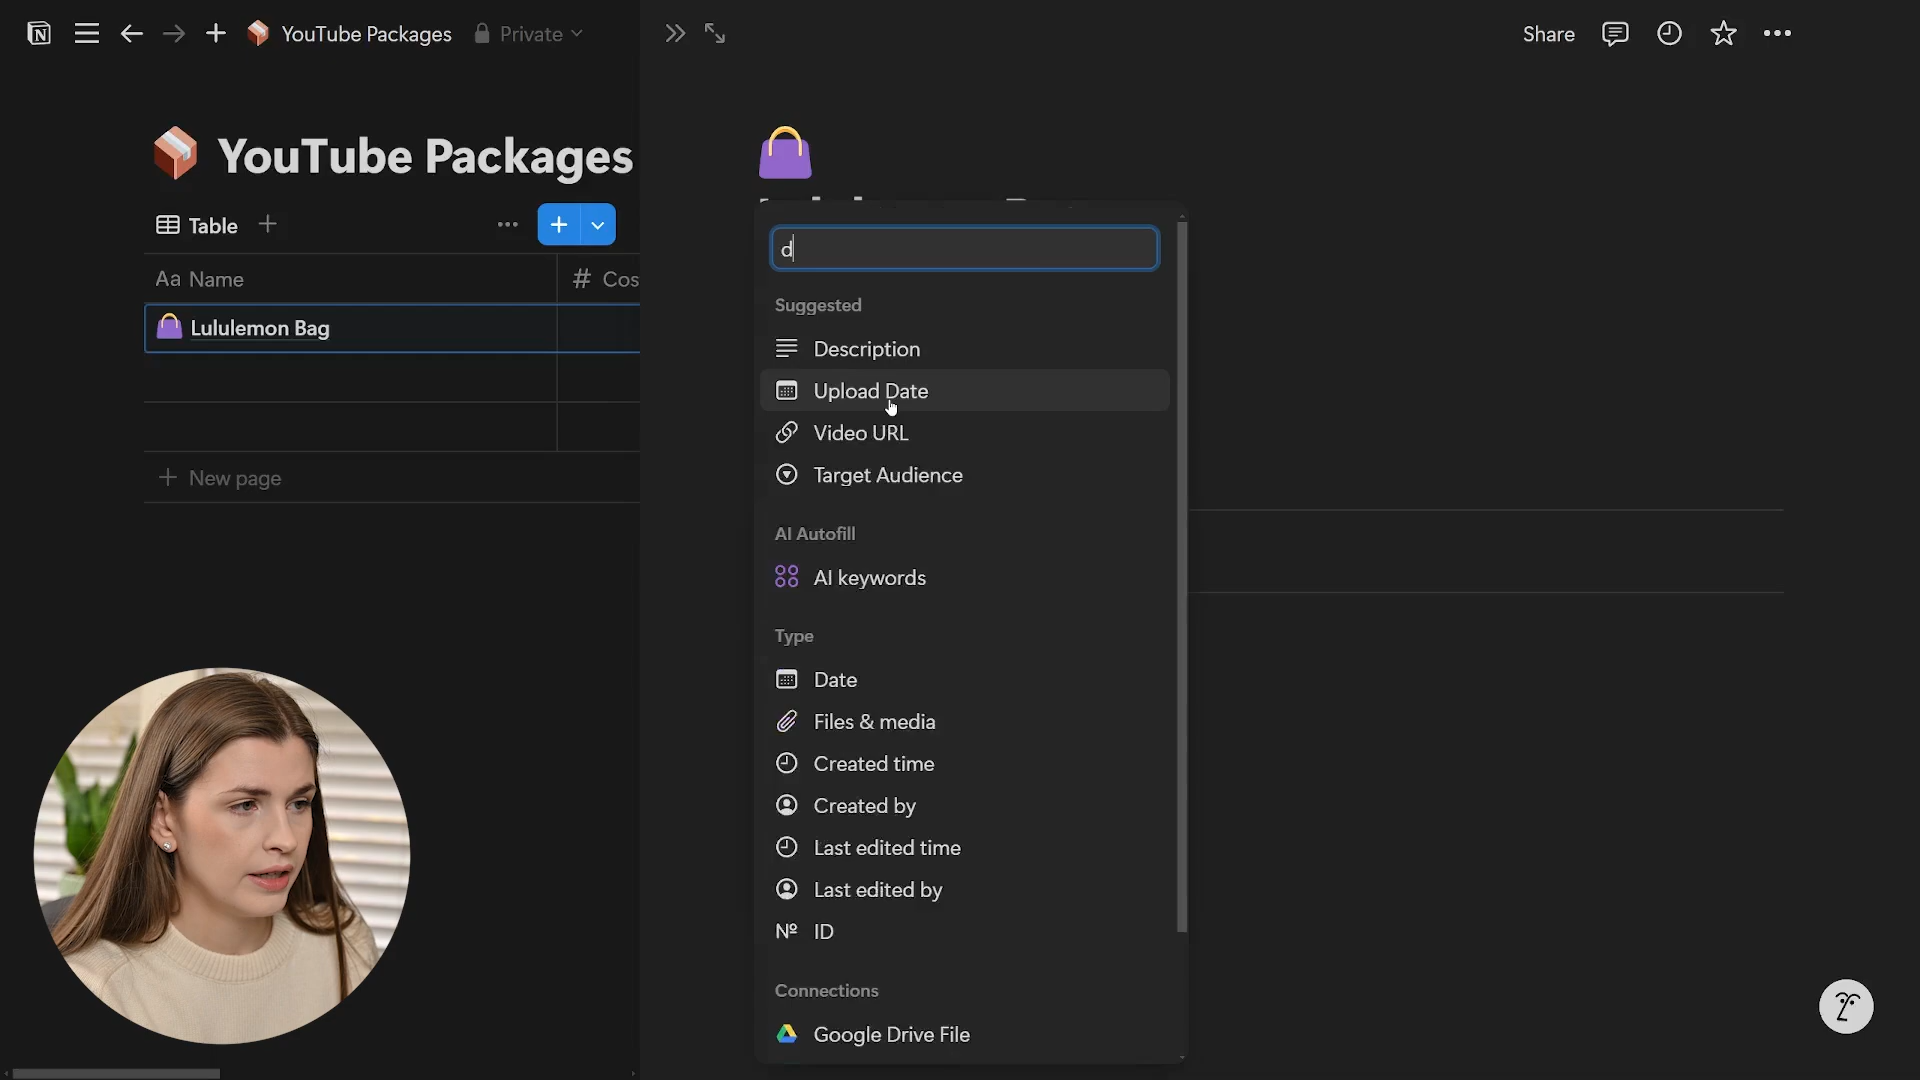 YouTube Packages
Private
Share
YouTube Packages
Table
Aa Name
# Cos
Lululemon Bag
New page
d
Suggested
Description
Upload Date
Video URL
Target Audience
AI Autofill
AI keywords
Type
Date
Files & media
Created time
Created by
Last edited time
Last edited by
Nº ID
Connections
Google Drive File